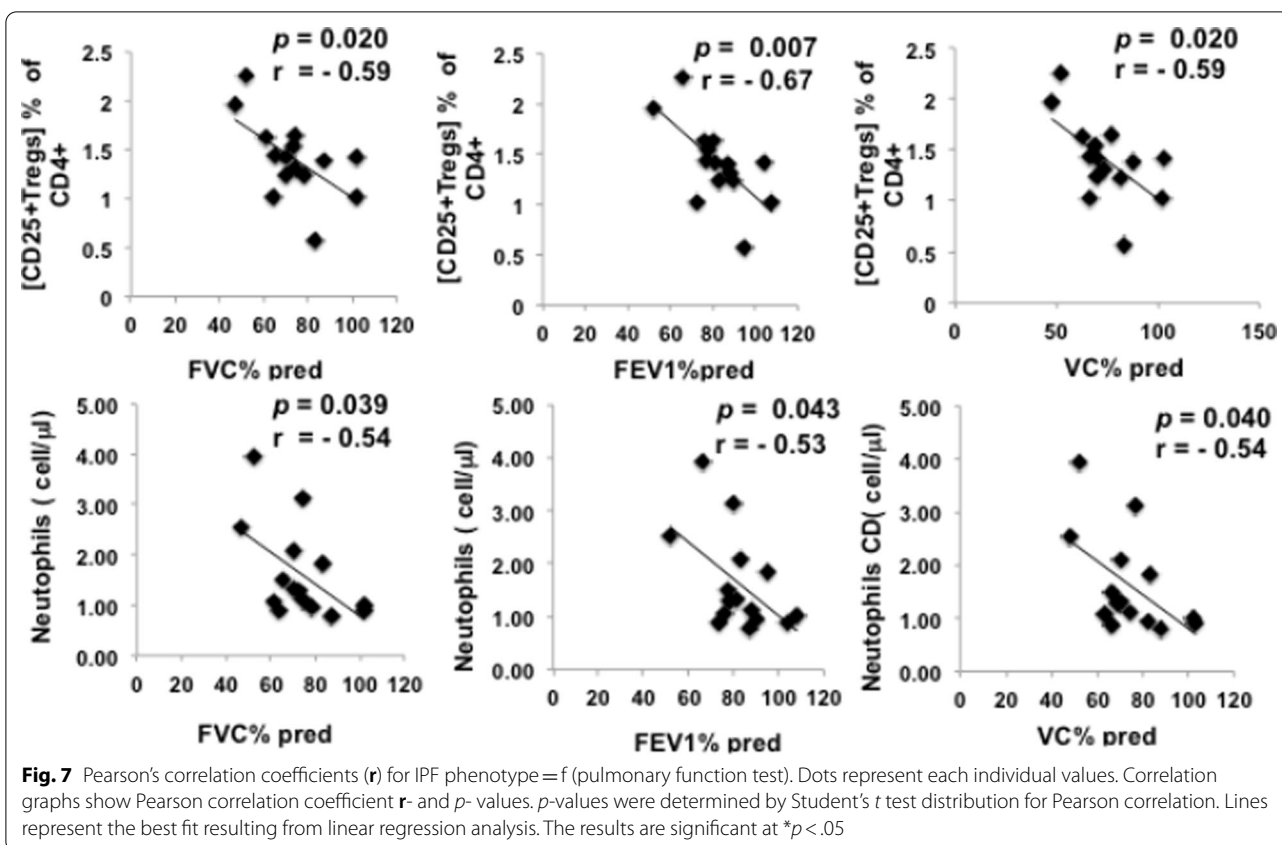 p = 0.020
r = - 0.59
[CD25+Tregs] % of
CD4+
2.5
2
1.5
1
0.5
0
0 20 40 60 80 100 120
FVC% pred
p = 0.007
r = - 0.67
[CD25+Tregs] % of
CD4+
2.5
2
1.5
1
0.5
0
0 20 40 60 80 100 120
FEV1%pred
p = 0.020
r = - 0.59
[CD25+Tregs] % of
CD4+
2.5
2
1.5
1
0.5
0
0 50 100 150
VC% pred
p = 0.039
r = - 0.54
Neutophils ( cell/µl)
5.00
4.00
3.00
2.00
1.00
0.00
0 20 40 60 80 100 120
FVC% pred
p = 0.043
r = - 0.53
Neutophils ( cell/µl)
5.00
4.00
3.00
2.00
1.00
0.00
0 20 40 60 80 100 120
FEV1% pred
p = 0.040
r = - 0.54
Neutophils CD( cell/µl)
5.00
4.00
3.00
2.00
1.00
0.00
0 20 40 60 80 100 120
VC% pred
Fig. 7 Pearson's correlation coefficients (r) for IPF phenotype = f (pulmonary function test). Dots represent each individual values. Correlation
graphs show Pearson correlation coefficient r- and p- values. p-values were determined by Student's t test distribution for Pearson correlation. Lines
represent the best fit resulting from linear regression analysis. The results are significant at *p < .05